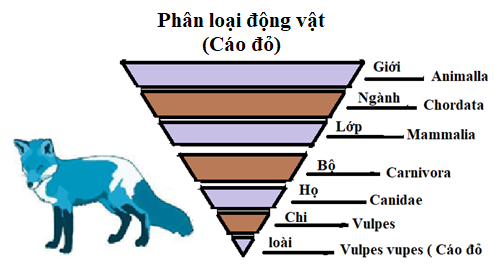 Phân loại động vật
(Cáo đỏ)
Giới Animalla
Ngành Chordata
Lớp Mammalia
Bộ Carnivora
Họ Canidae
Chi Vulpes
loài Vulpes vupes ( Cáo đỏ